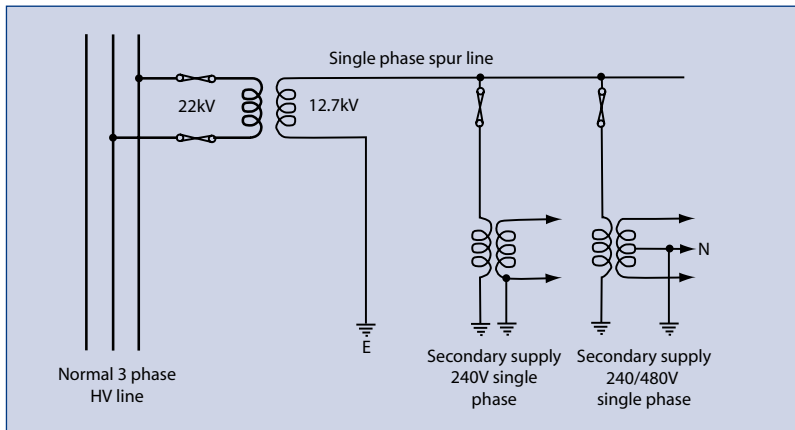 Single phase spur line
22kV
12.7kV
N
E
Normal 3 phase
HV line
Secondary supply
240V single
phase
Secondary supply
240/480V
single phase